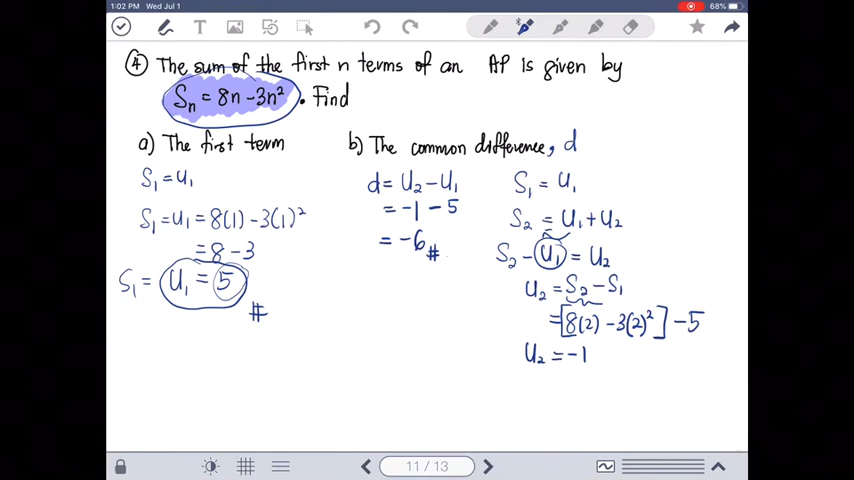 1:02 PM Wed Jul 1
68%
T
④ The sum of the first n terms of an AP is given by
Sₙ = 8n - 3n². Find
a) The first term
S₁ = U₁
S₁ = U₁ = 8(1) - 3(1)²
= 8 - 3
S₁ = U₁ = 5
#
b) The common difference, d
d = U₂ - U₁
= -1 - 5
= -6 #
S₁ = U₁
S₂ = U₁ + U₂
S₂ - U₁ = U₂
U₂ = S₂ - S₁
= [8(2) - 3(2)²] - 5
U₂ = -1
11 / 13